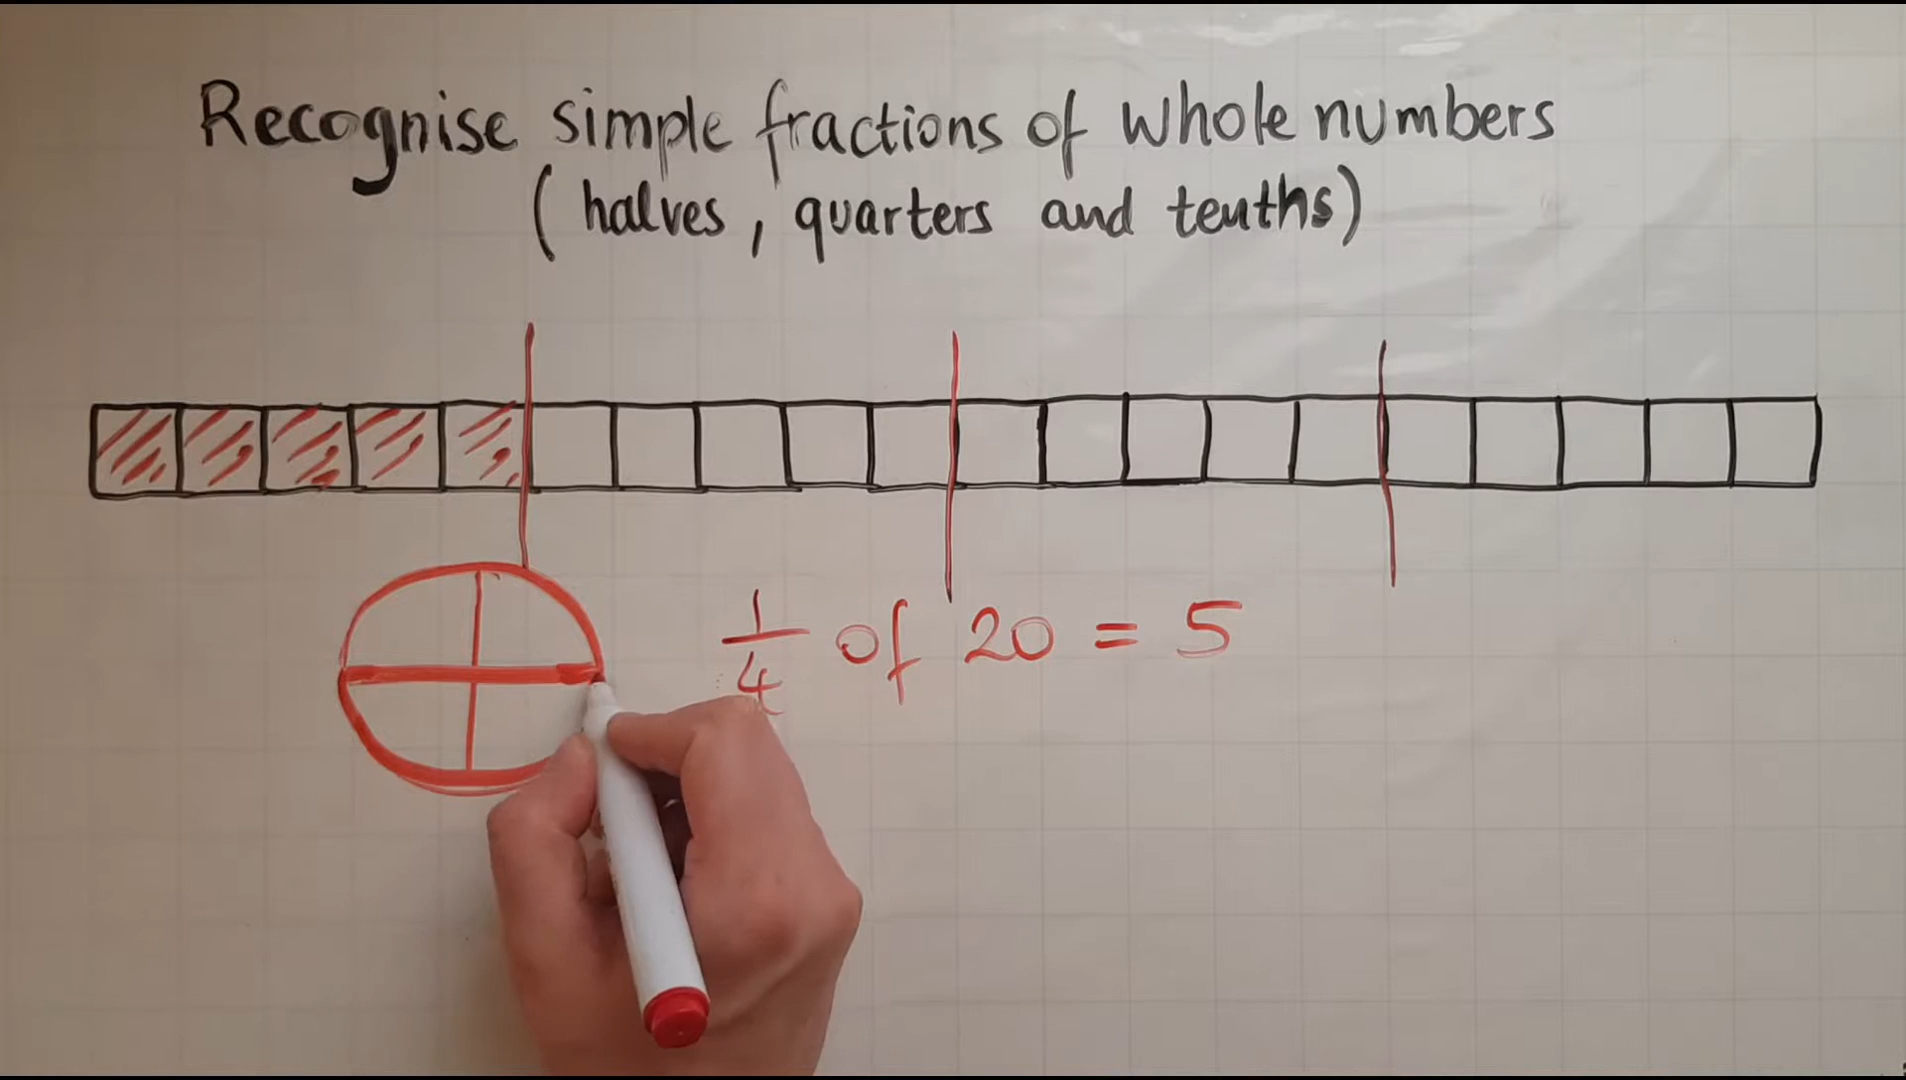 Recognise simple fractions of whole numbers
(halves, quarters and tenths)
1/4 of 20 = 5